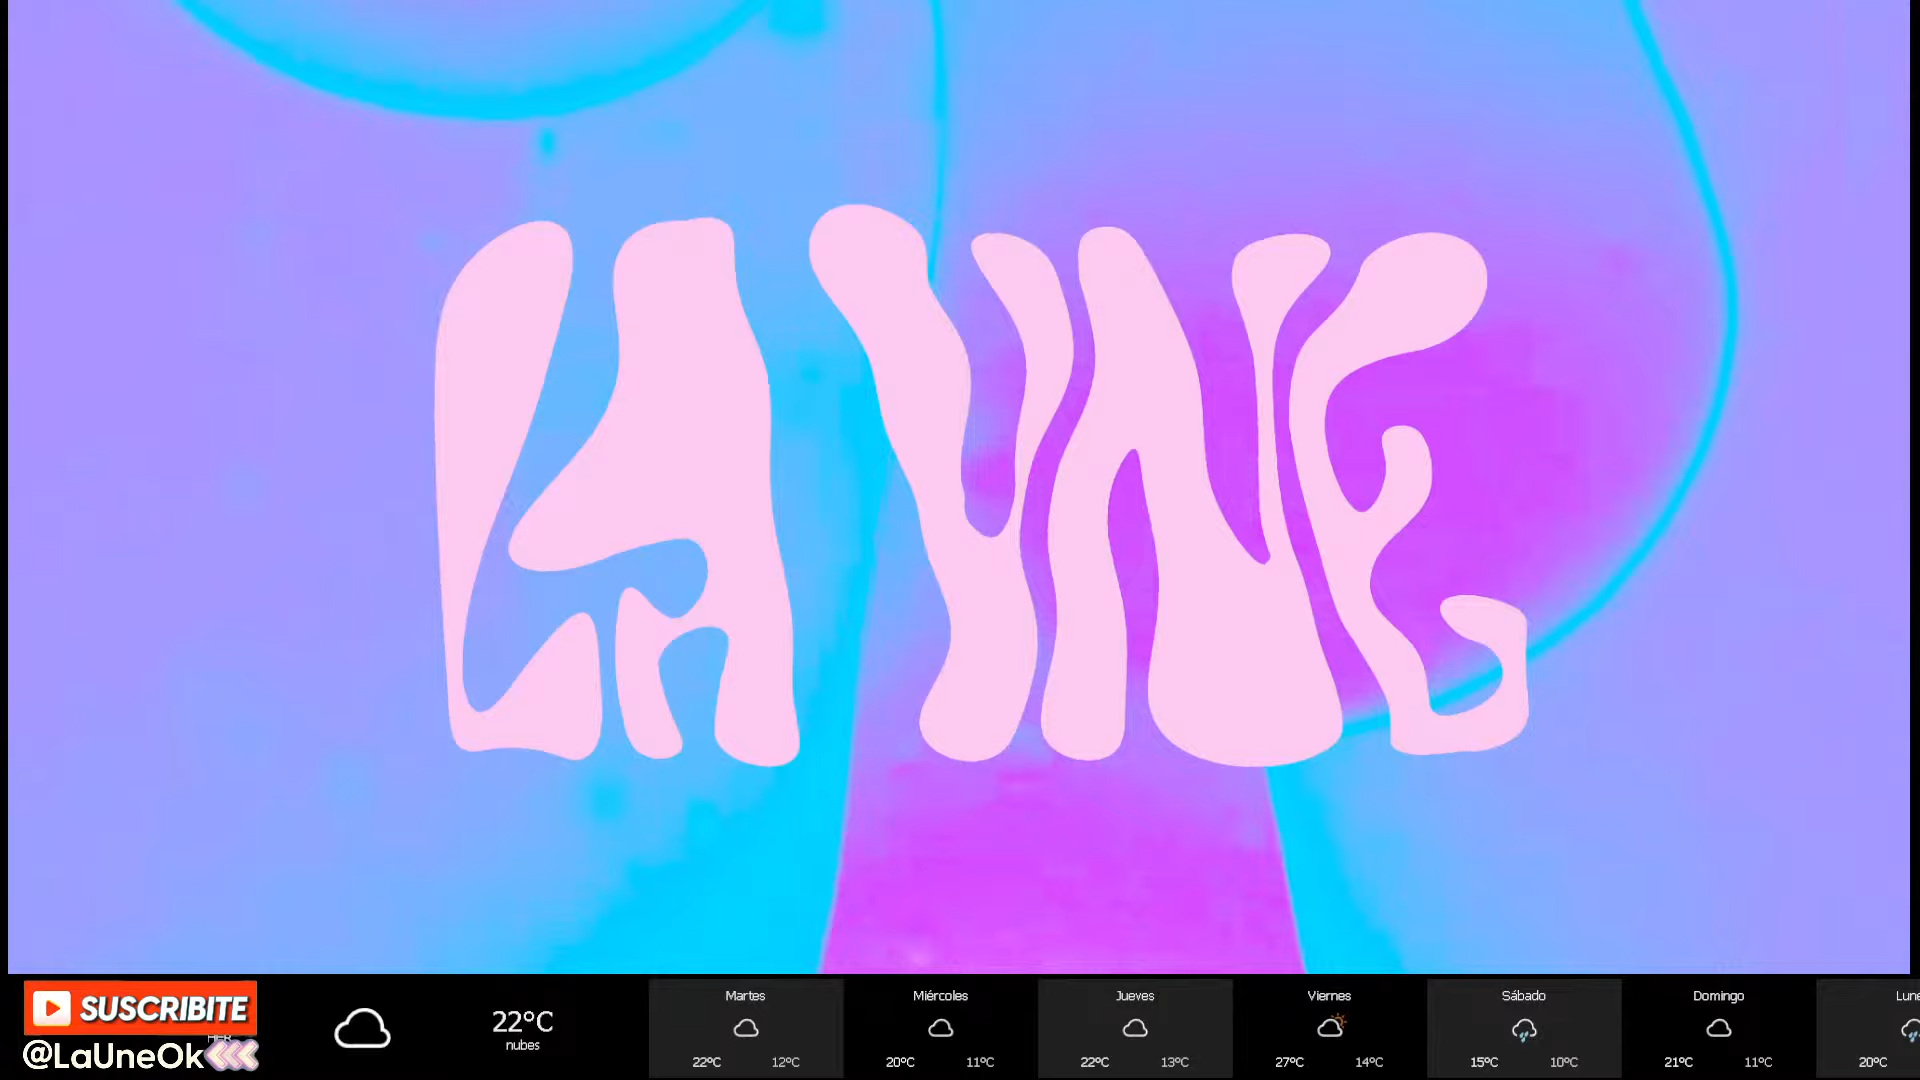 LA UNE
SUSCRIBITE
@LaUneOk
22°C
nubes
Martes
22°C 12°C
Miércoles
20°C 11°C
Jueves
22°C 13°C
Viernes
27°C 14°C
Sábado
15°C 10°C
Domingo
21°C 11°C
Lune
20°C